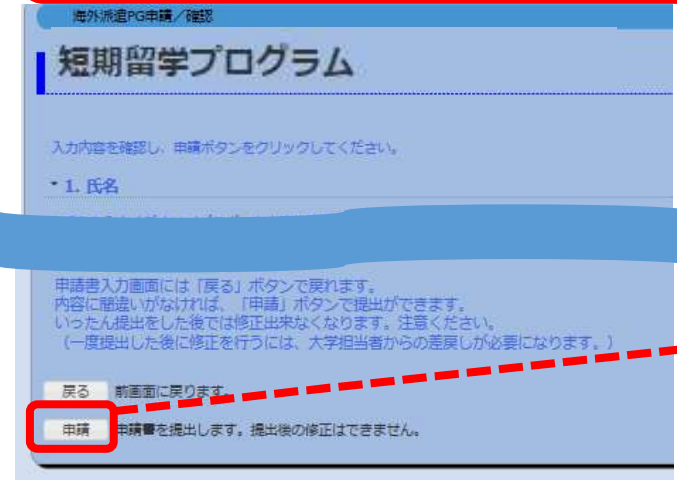 海外派遣PG申請／確認
短期留学プログラム
入力内容を確認し、申請ボタンをクリックしてください。
1. 氏名
申請書入力画面には「戻る」ボタンで戻れます。
内容に間違いがなければ、「申請」ボタンで提出ができます。
いったん提出をした後では修正出来なくなります。注意ください。
（一度提出した後に修正を行うには、大学担当者からの差戻しが必要になります。）
戻る 前画面に戻ります。
申請 申請書を提出します。提出後の修正はできません。